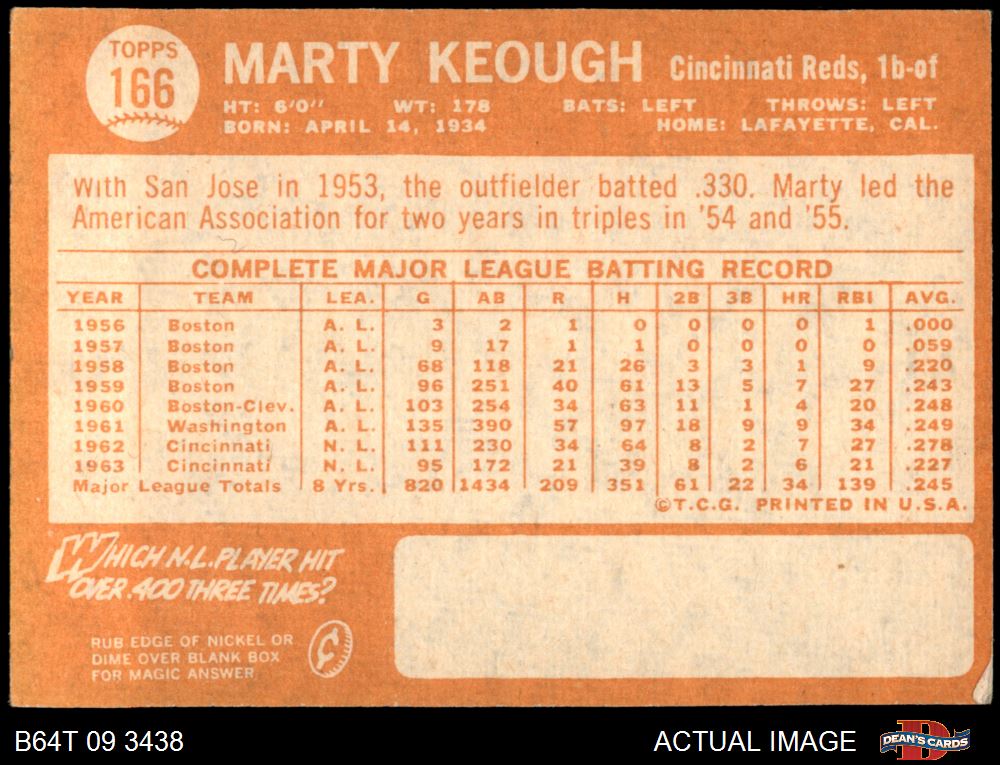 TOPPS
166
MARTY KEOUGH Cincinnati Reds, 1b-of
HT: 6'0" WT: 178 BATS: LEFT THROWS: LEFT
BORN: APRIL 14, 1934 HOME: LAFAYETTE, CAL.
With San Jose in 1953, the outfielder batted .330. Marty led the
American Association for two years in triples in '54 and '55.
COMPLETE MAJOR LEAGUE BATTING RECORD
YEAR TEAM LEA. G AB R H 2B 3B HR RBI AVG.
1956 Boston A. L. 3 2 1 0 0 0 0 1 .000
1957 Boston A. L. 9 17 1 1 0 0 0 0 .059
1958 Boston A. L. 68 118 21 26 3 3 1 9 .220
1959 Boston A. L. 96 251 40 61 13 5 7 27 .243
1960 Boston-Clev. A. L. 103 254 34 63 11 1 4 20 .248
1961 Washington A. L. 135 390 57 97 18 9 9 34 .249
1962 Cincinnati N. L. 111 230 34 64 8 2 7 27 .278
1963 Cincinnati N. L. 95 172 21 39 8 2 6 21 .227
Major League Totals 8 Yrs. 820 1434 209 351 61 22 34 139 .245
©T.C.G. PRINTED IN U.S.A.
WHICH N.L. PLAYER HIT
OVER .400 THREE TIMES?
RUB EDGE OF NICKEL OR
DIME OVER BLANK BOX
FOR MAGIC ANSWER
¢
B64T 09 3438 ACTUAL IMAGE D DEAN'S CARDS